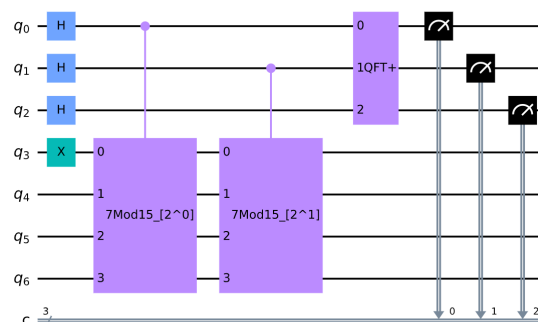 q0 H 0 
q1 H 1QFT+
q2 H 2
q3 X 0 0
q4 1 1
7Mod15_[2^0] 7Mod15_[2^1]
q5 2 2
q6 3 3
3 0 1 2
c